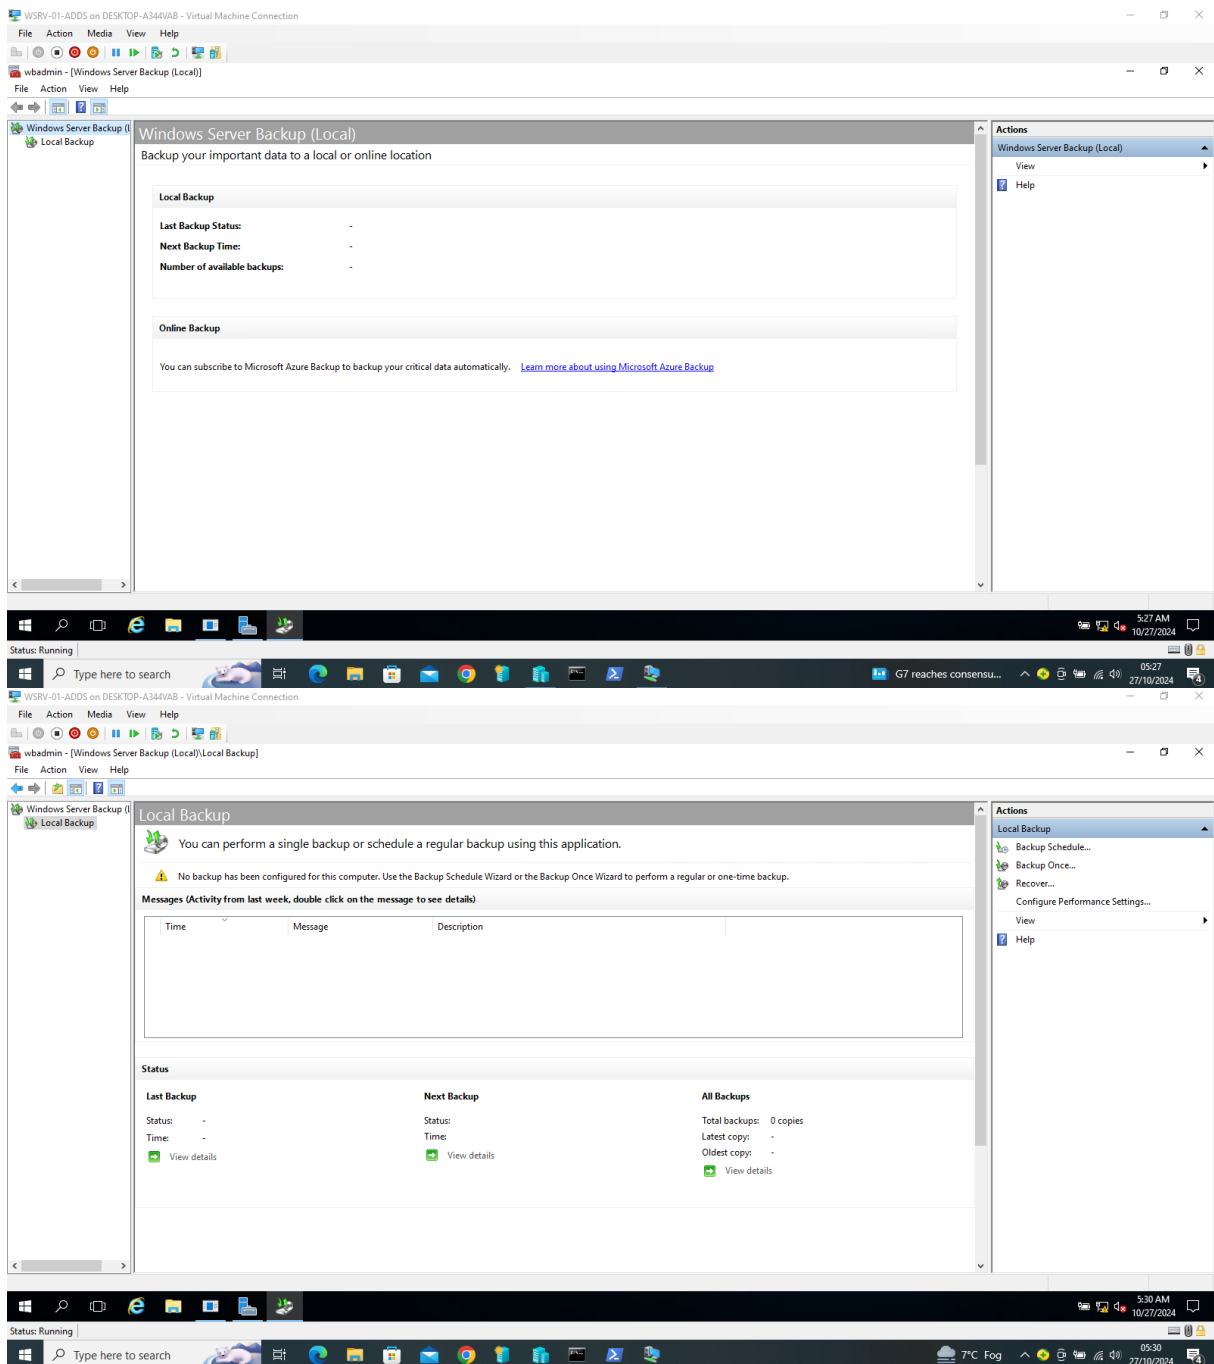 WSRV-01-ADDS on DESKTOP-A344VAB - Virtual Machine Connection
File Action Media View Help
wbadmin - [Windows Server Backup (Local)]
File Action View Help
Windows Server Backup (L
Local Backup
Windows Server Backup (Local)
Backup your important data to a local or online location
Local Backup
Last Backup Status: -
Next Backup Time: -
Number of available backups: -
Online Backup
You can subscribe to Microsoft Azure Backup to backup your critical data automatically. Learn more about using Microsoft Azure Backup
Actions
Windows Server Backup (Local)
View
Help
5:27 AM
10/27/2024
Status: Running
Type here to search
G7 reaches consensu...
05:27
27/10/2024
4
WSRV-01-ADDS on DESKTOP-A344VAB - Virtual Machine Connection
File Action Media View Help
wbadmin - [Windows Server Backup (Local)\Local Backup]
File Action View Help
Windows Server Backup (L
Local Backup
Local Backup
You can perform a single backup or schedule a regular backup using this application.
No backup has been configured for this computer. Use the Backup Schedule Wizard or the Backup Once Wizard to perform a regular or one-time backup.
Messages (Activity from last week, double click on the message to see details)
Time Message Description
Status
Last Backup
Status: -
Time: -
View details
Next Backup
Status:
Time:
View details
All Backups
Total backups: 0 copies
Latest copy: -
Oldest copy: -
View details
Actions
Local Backup
Backup Schedule...
Backup Once...
Recover...
Configure Performance Settings...
View
Help
5:30 AM
10/27/2024
Status: Running
Type here to search
7°C Fog
05:30
27/10/2024
4